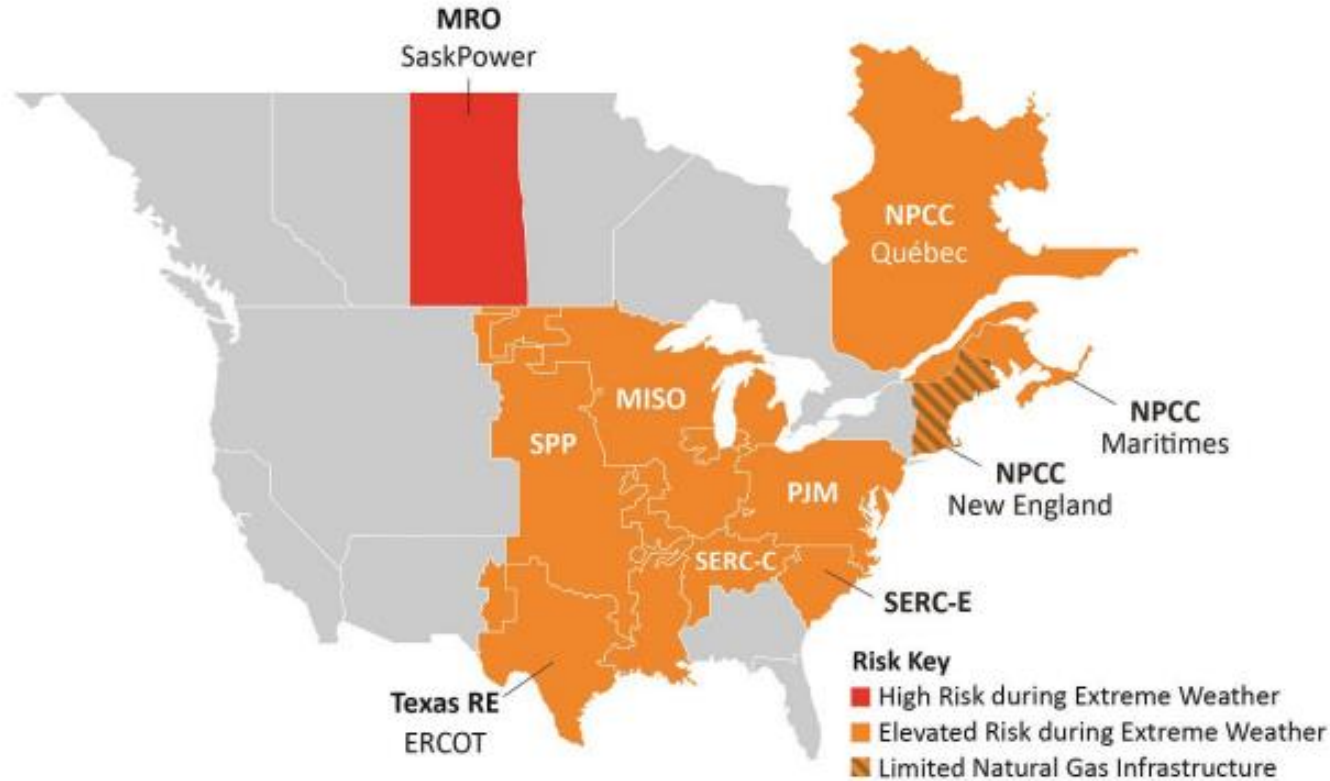 MRO
SaskPower
NPCC
Québec
MISO
SPP
NPCC
Maritimes
PJM
NPCC
New England
SERC-C
SERC-E
Texas RE
ERCOT
Risk Key
High Risk during Extreme Weather
Elevated Risk during Extreme Weather
Limited Natural Gas Infrastructure